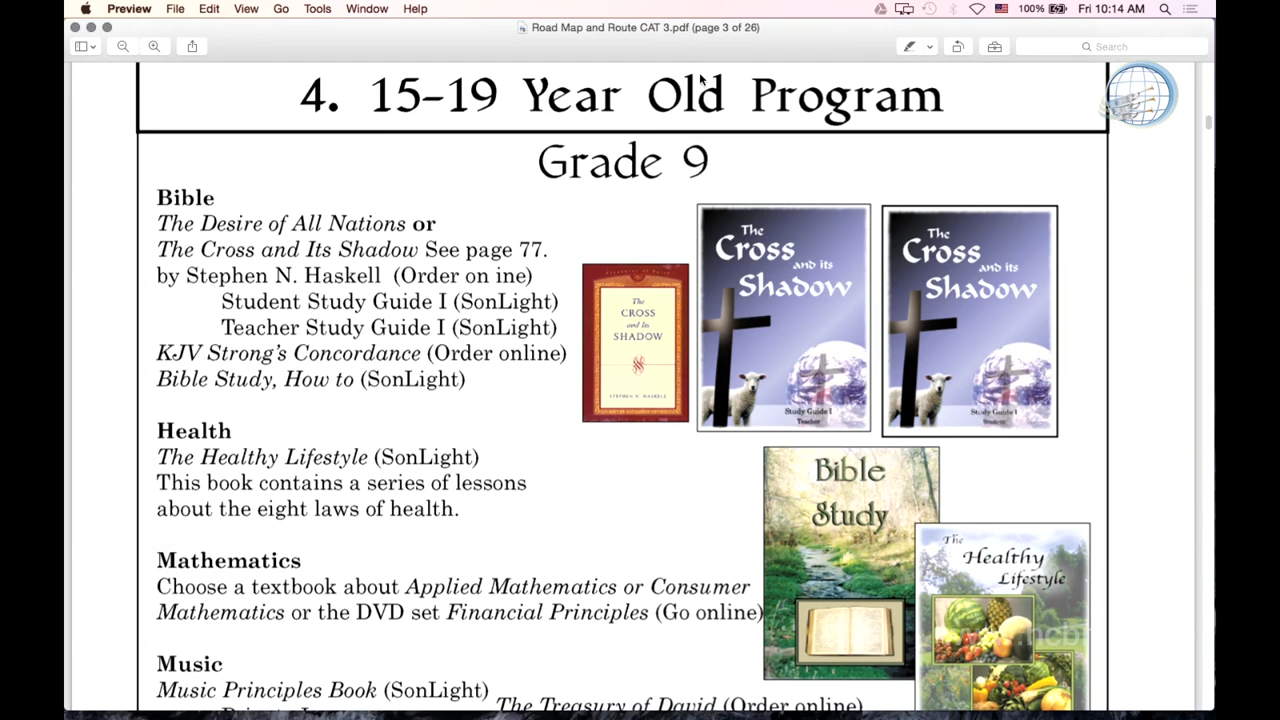 Preview File Edit View Go Tools Window Help 100% Fri 10:14 AM
Road Map and Route CAT 3.pdf (page 3 of 26)
Search
4. 15-19 Year Old Program
Grade 9
Bible
The Desire of All Nations or
The Cross and Its Shadow See page 77.
by Stephen N. Haskell (Order on ine)
Student Study Guide I (SonLight)
Teacher Study Guide I (SonLight)
KJV Strong's Concordance (Order online)
Bible Study, How to (SonLight)
The
CROSS
and Its
SHADOW
STEPHEN N. HASKELL
The
Cross
and its
Shadow
Study Guide I
Teacher
The
Cross
and its
Shadow
Study Guide I
Student
Health
The Healthy Lifestyle (SonLight)
This book contains a series of lessons
about the eight laws of health.
Bible
Study
The
Healthy
Lifestyle
Mathematics
Choose a textbook about Applied Mathematics or Consumer
Mathematics or the DVD set Financial Principles (Go online)
Music
Music Principles Book (SonLight)
The Treasury of David (Order online)